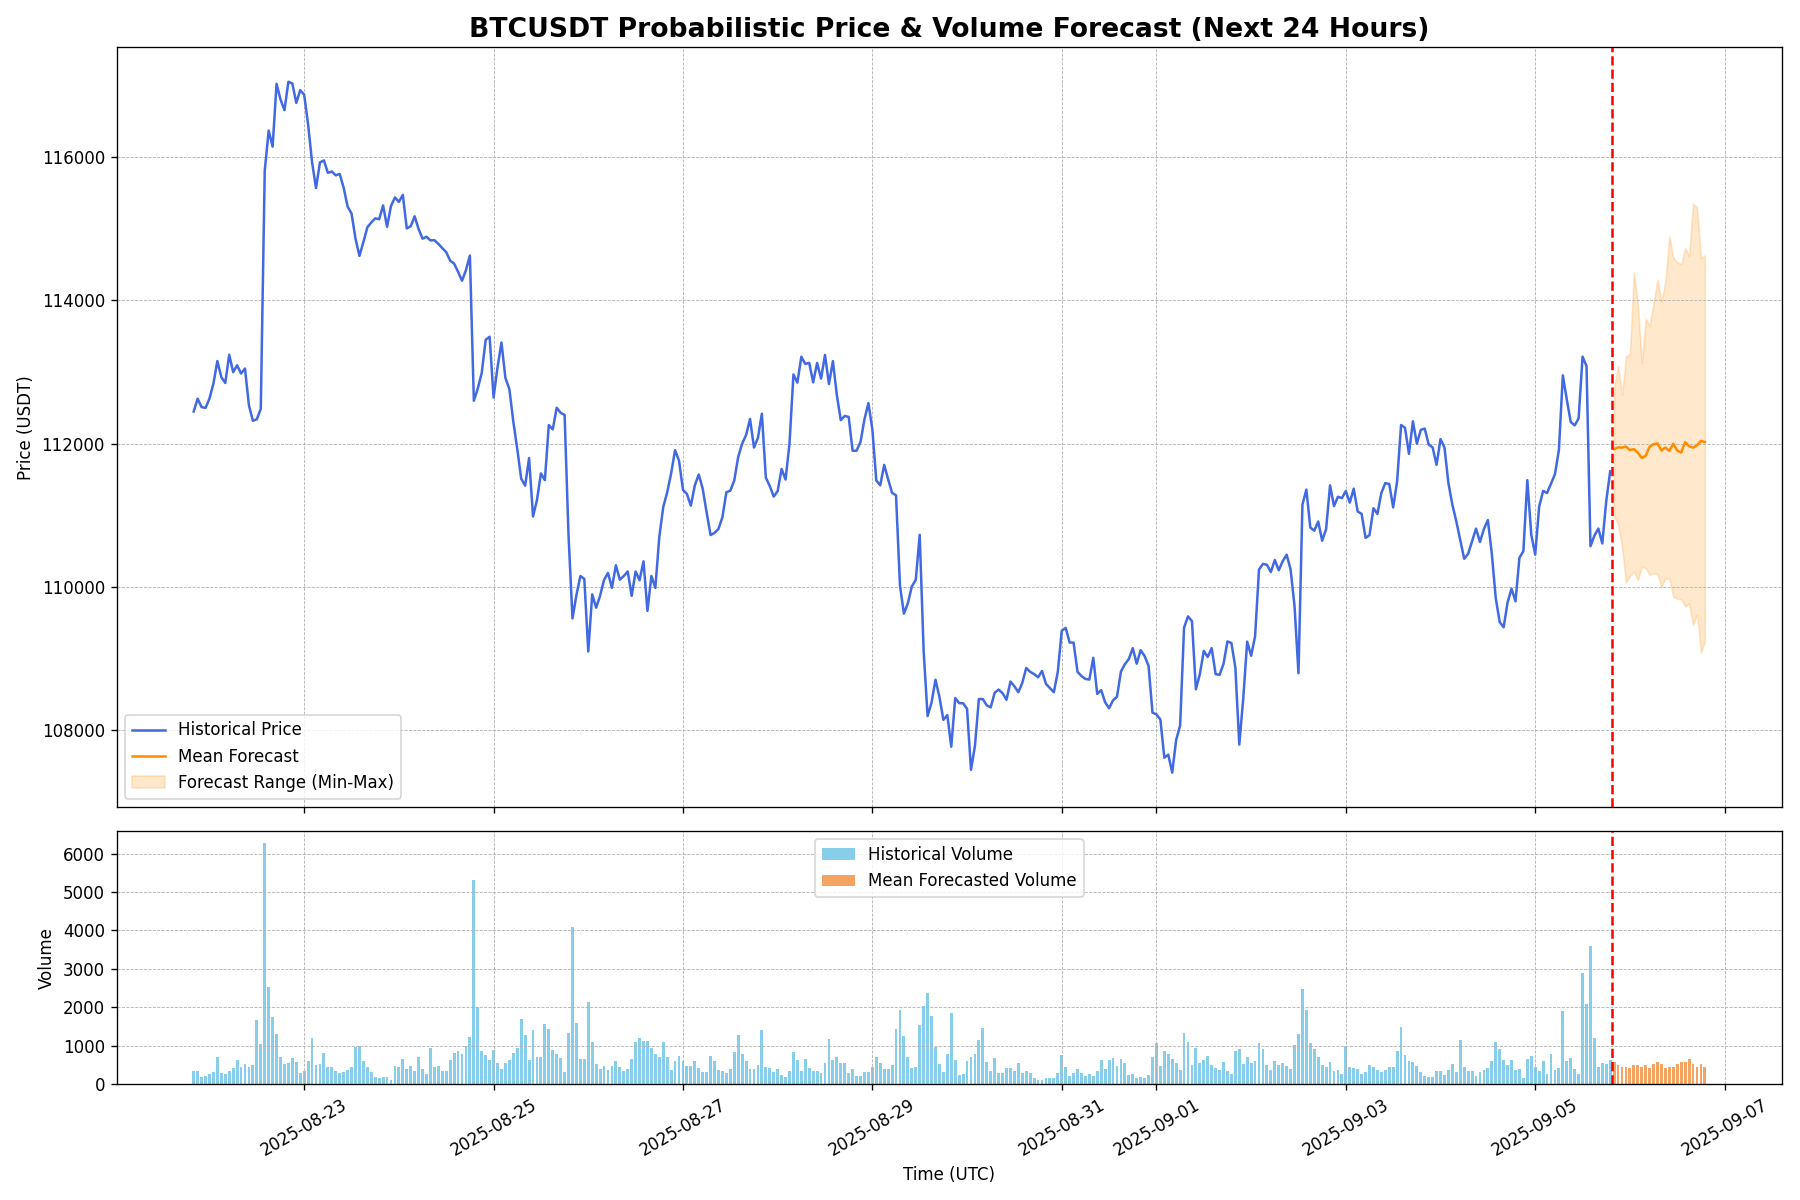 BTCUSDT Probabilistic Price & Volume Forecast (Next 24 Hours)
Price (USDT)
116000
114000
112000
110000
108000
Historical Price
Mean Forecast
Forecast Range (Min-Max)
Volume
6000
5000
4000
3000
2000
1000
0
Historical Volume
Mean Forecasted Volume
2025-08-23
2025-08-25
2025-08-27
2025-08-29
2025-08-31
2025-09-01
2025-09-03
2025-09-05
2025-09-07
Time (UTC)